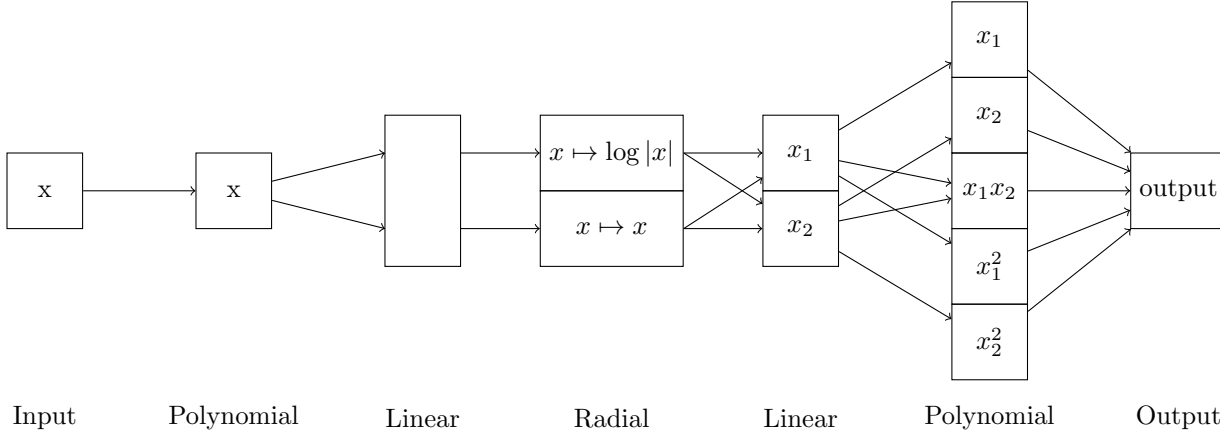 x
x
x ↦ log |x|
x ↦ x
x₁
x₂
x₁
x₂
x₁x₂
x₁²
x₂²
output
Input Polynomial Linear Radial Linear Polynomial Output